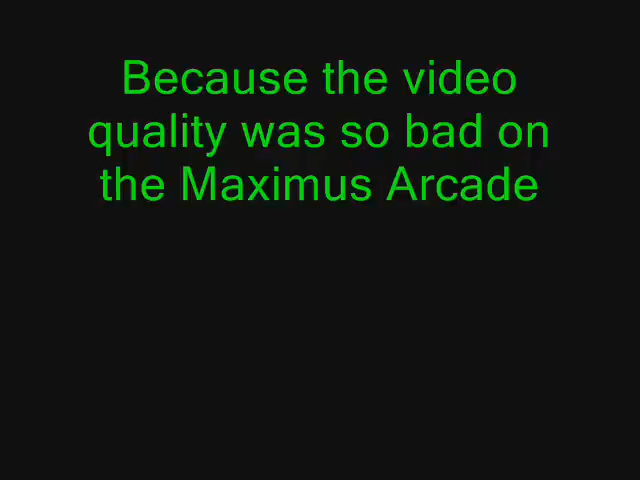 Because the video
quality was so bad on
the Maximus Arcade